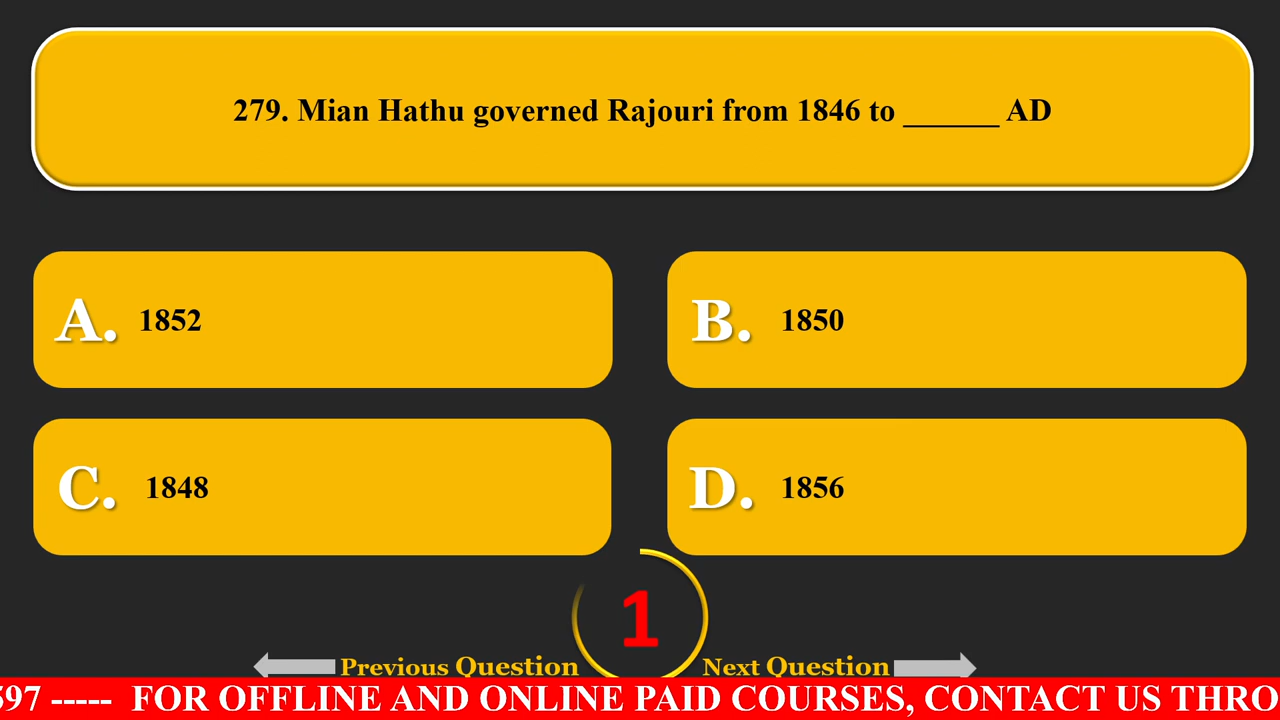 279. Mian Hathu governed Rajouri from 1846 to ______ AD
A. 1852
B. 1850
C. 1848
D. 1856
1
Previous Question
Next Question
597 ----- FOR OFFLINE AND ONLINE PAID COURSES, CONTACT US THRO